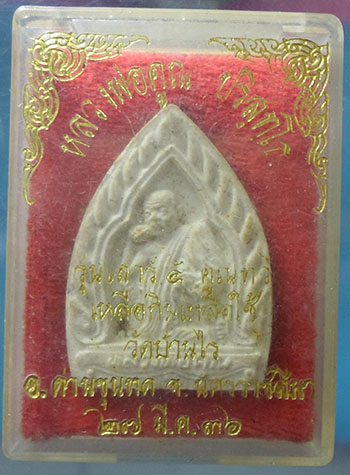 หลวงพ่อคูณ ปริสุทฺโธ
รุ่นเสาร์ ๕ คูณทวี
เหลือกินเหลือใช้
วัดบ้านไร่
อ.ด่านขุนทด จ.นครราชสีมา
๒๗ มี.ค. ๓๖